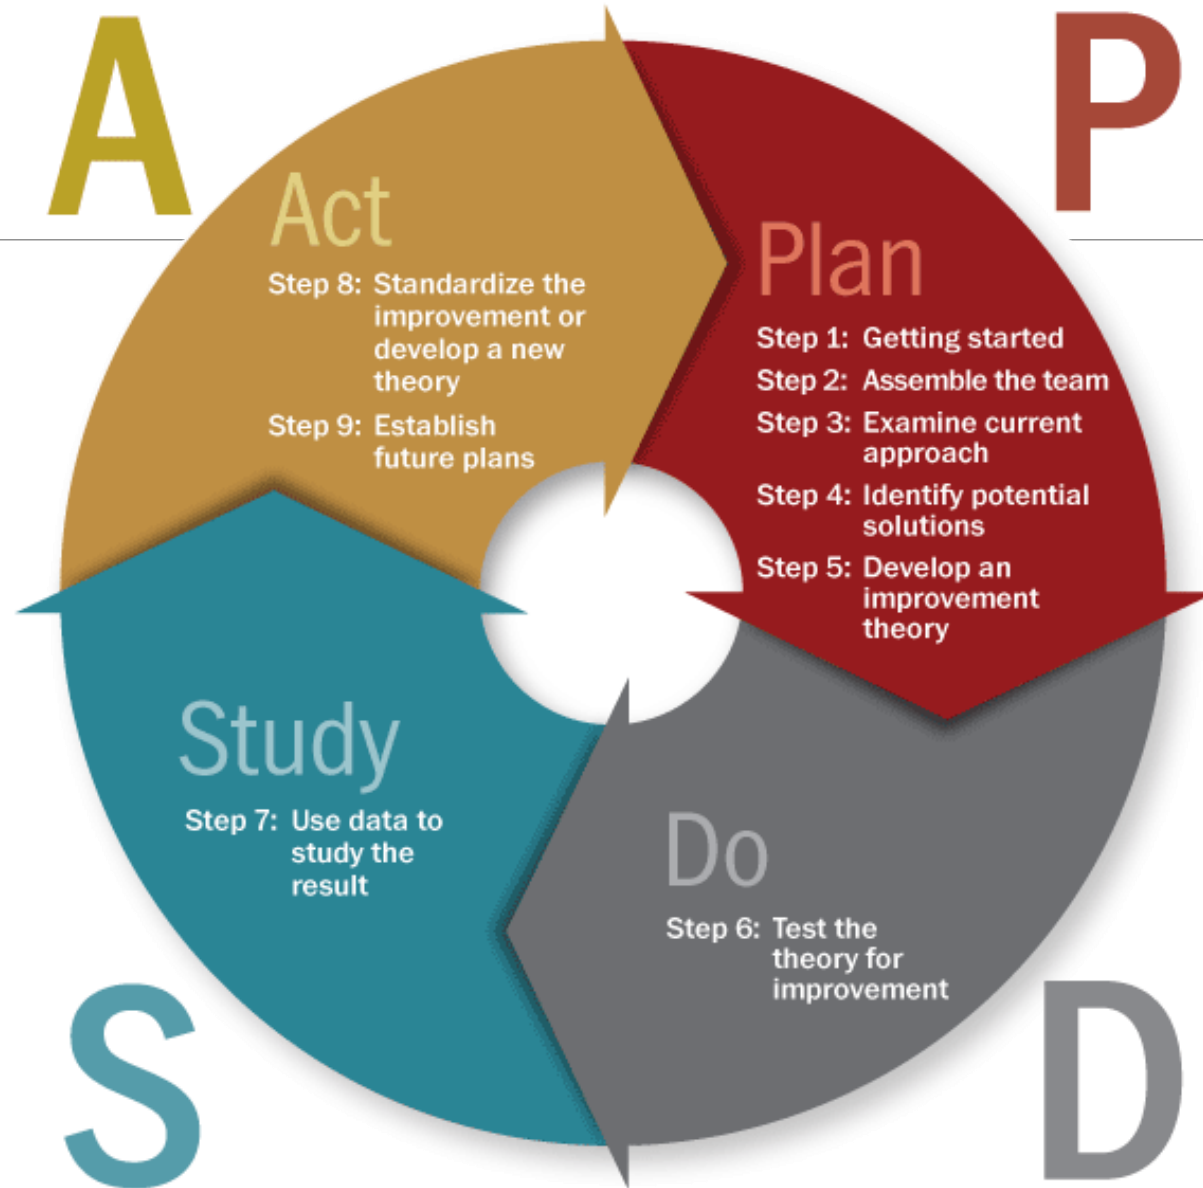 A
P
Act
Step 8: Standardize the
improvement or
develop a new
theory
Step 9: Establish
future plans
Plan
Step 1: Getting started
Step 2: Assemble the team
Step 3: Examine current
approach
Step 4: Identify potential
solutions
Step 5: Develop an
improvement
theory
Study
Step 7: Use data to
study the
result
Do
Step 6: Test the
theory for
improvement
S
D